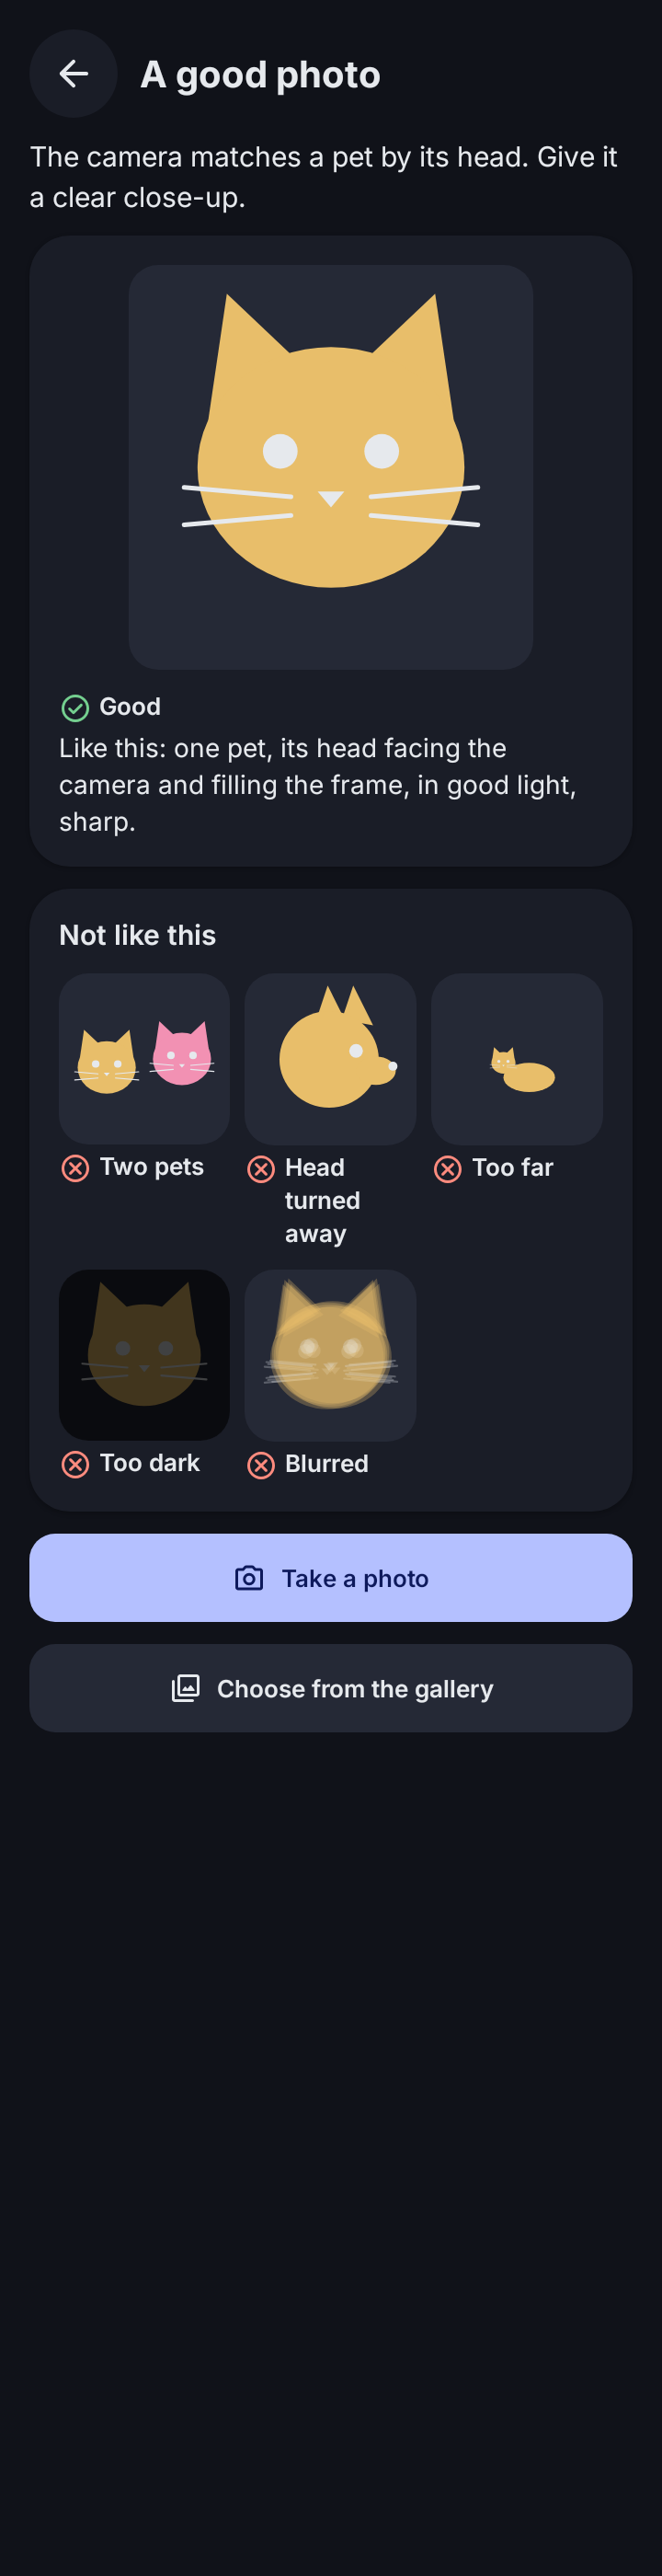 A good photo
The camera matches a pet by its head. Give it
a clear close-up.
Good
Like this: one pet, its head facing the
camera and filling the frame, in good light,
sharp.
Not like this
Two pets
Head
turned
away
Too far
Too dark
Blurred
Take a photo
Choose from the gallery